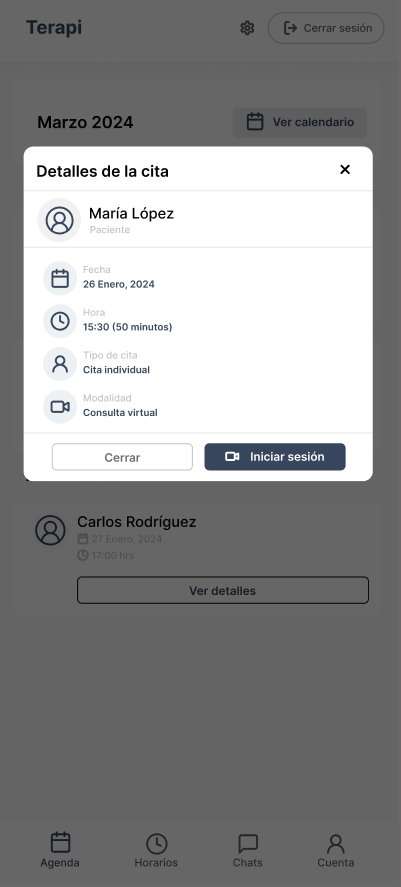 Terapi
Cerrar sesión
Marzo 2024
Ver calendario
Detalles de la cita
María López
Paciente
Fecha
26 Enero, 2024
Hora
15:30 (50 minutos)
Tipo de cita
Cita individual
Modalidad
Consulta virtual
Cerrar
Iniciar sesión
Carlos Rodríguez
27 Enero, 2024
17:00 hrs
Ver detalles
Agenda
Horarios
Chats
Cuenta